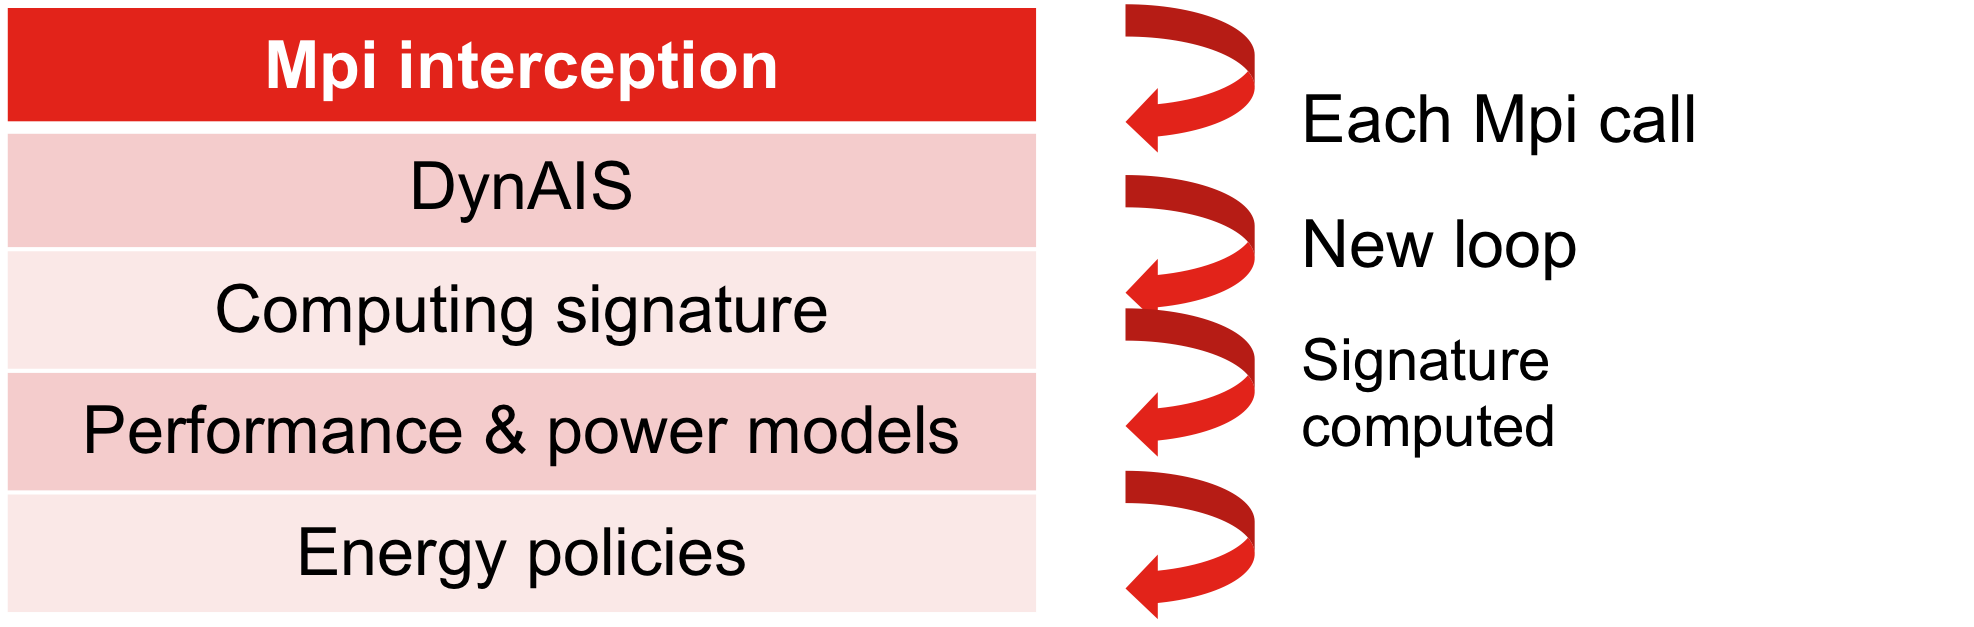 Mpi interception
Each Mpi call
DynAIS
New loop
Computing signature
Signature
computed
Performance & power models
Energy policies